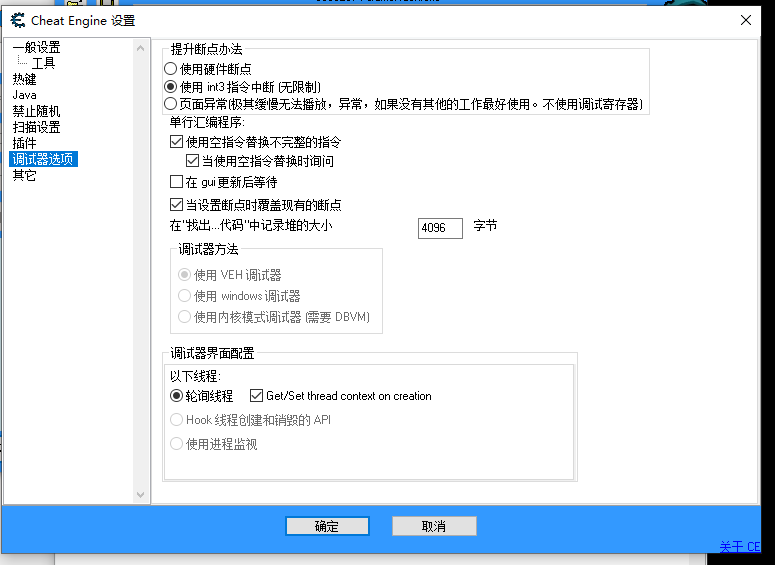 Cheat Engine 设置
一般设置
工具
热键
Java
禁止随机
扫描设置
插件
调试器选项
其它
提升断点办法
使用硬件断点
使用 int3 指令中断 (无限制)
页面异常(极其缓慢无法播放，异常，如果没有其他的工作最好使用。不使用调试寄存器)
单行汇编程序:
使用空指令替换不完整的指令
当使用空指令替换时询问
在 gui 更新后等待
当设置断点时覆盖现有的断点
在"找出...代码"中记录堆的大小 4096 字节
调试器方法
使用 VEH 调试器
使用 windows 调试器
使用内核模式调试器 (需要 DBVM)
调试器界面配置
以下线程:
轮询线程 Get/Set thread context on creation
Hook 线程创建和销毁的 API
使用进程监视
确定 取消
关于 CE